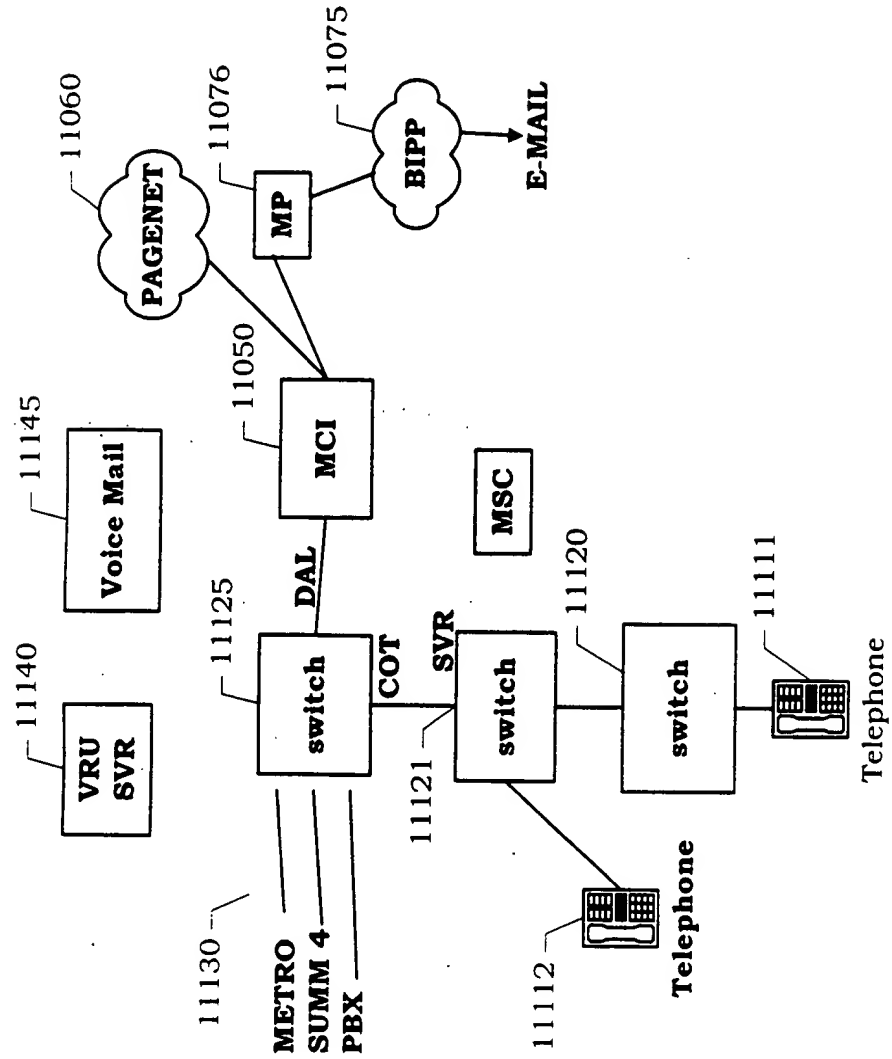 11140
VRU
SVR
11145
Voice Mail
11060
PAGENET
11076
MP
11075
BIPP
E-MAIL
11050
MCI
DAL
11125
switch
COT
11130
METRO
SUMM 4
PBX
11121
SVR
switch
MSC
11120
switch
11111
Telephone
11112
Telephone